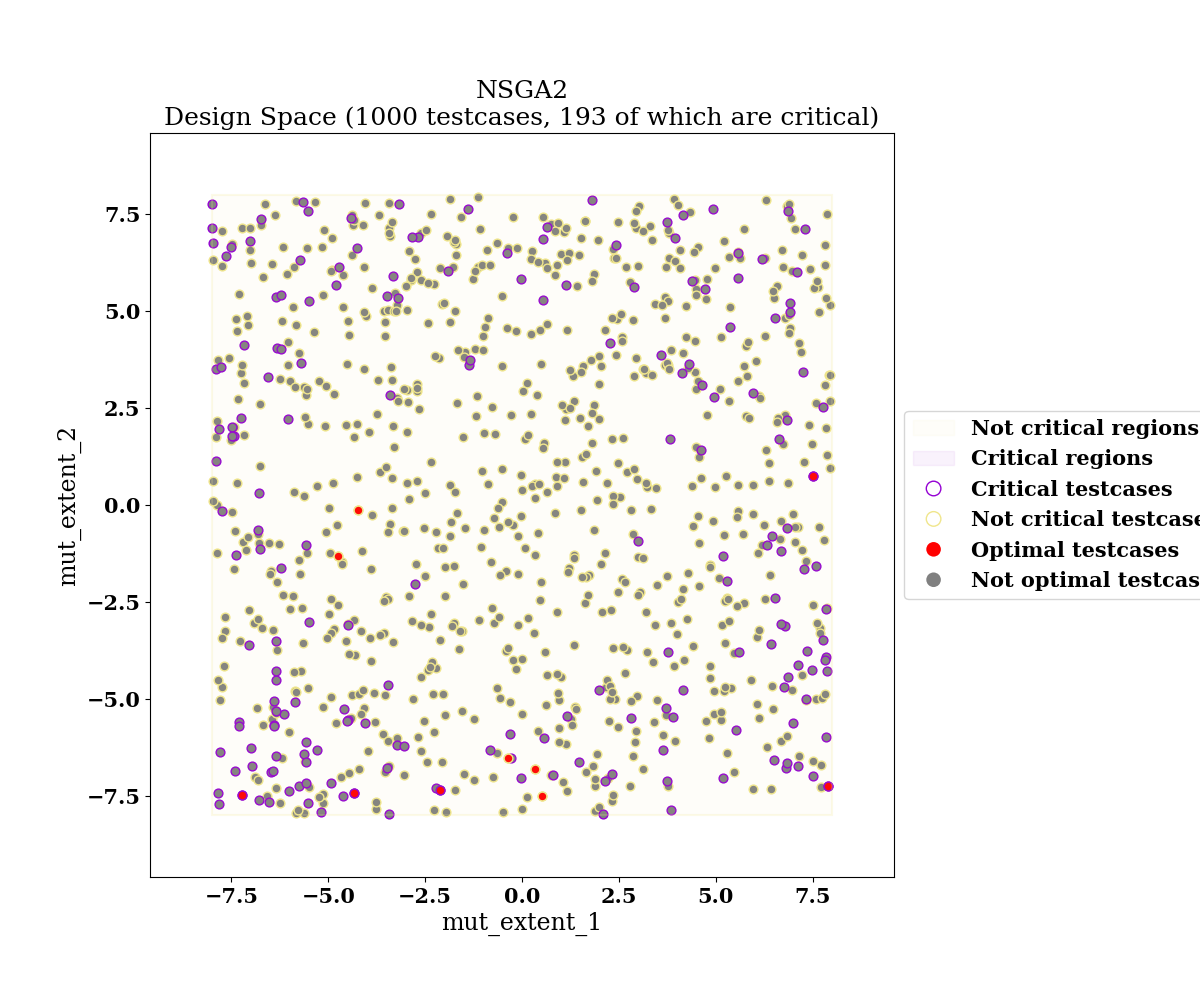 NSGA2
Design Space (1000 testcases, 193 of which are critical)
mut_extent_2
7.5
5.0
2.5
0.0
−2.5
−5.0
−7.5
−7.5
−5.0
−2.5
0.0
2.5
5.0
7.5
mut_extent_1
Not critical regions
Critical regions
Critical testcases
Not critical testcase
Optimal testcases
Not optimal testcas